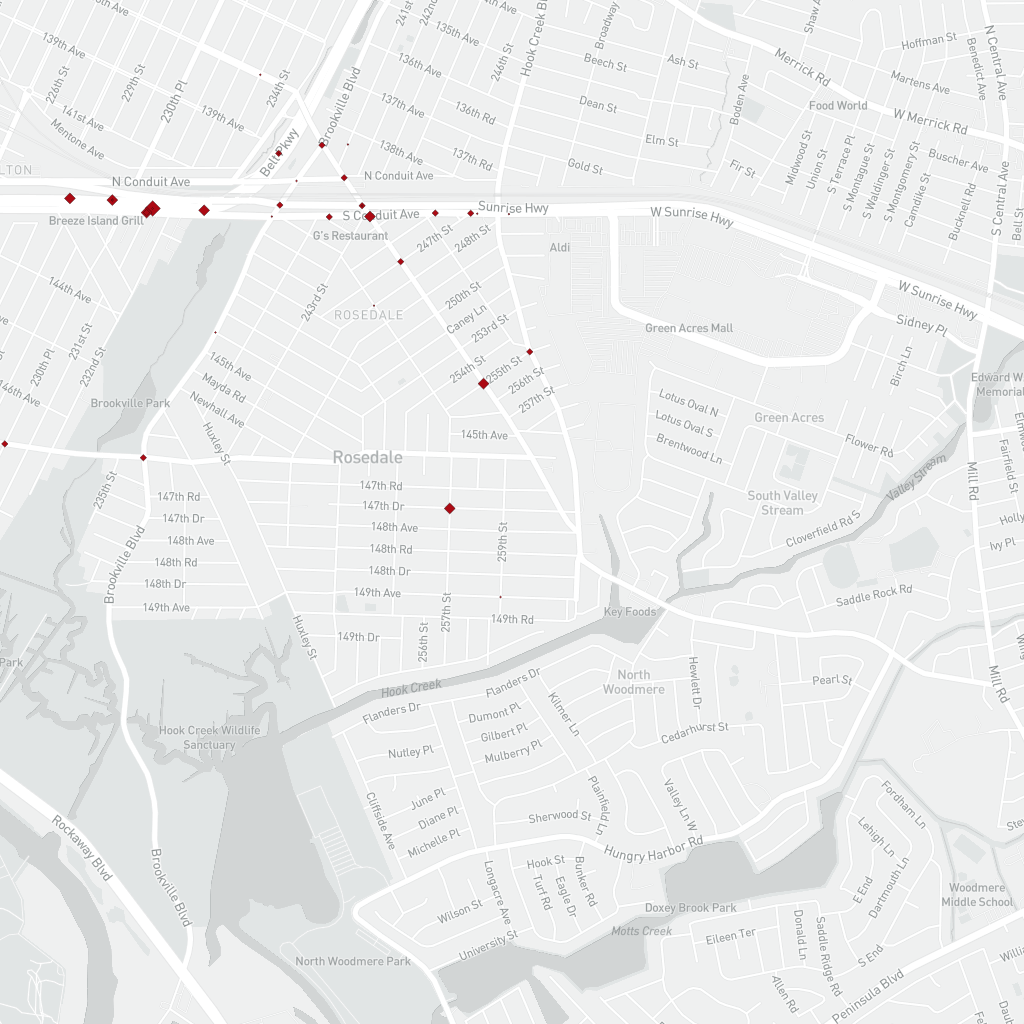 241st
242nd
135th Ave
246th St
Hook Creek B
Broadway
Beech St
Ash St
Shaw A
Merrick Rd
Hoffman St
N Central Ave
Benedict Ave
139th Ave
226th St
229th St
230th Pl
234th St
136th Ave
Martens Ave
Food World
W Merrick Rd
Boden Ave
141st Ave
Mentone Ave
139th Ave
Brookville Blvd
Belt Pkwy
137th Ave
136th Rd
Dean St
Elm St
138th Ave
137th Rd
Gold St
Fir St
Midwood St
Union St
S Terrace Pl
S Montague St
S Waldinger St
S Montgomery St
Camdike St
Bucknell Rd
Buscher Ave
S Central Ave
Bell St
LTON
N Conduit Ave
N Conduit Ave
Breeze Island Grill
S Conduit Ave
Sunrise Hwy
W Sunrise Hwy
G's Restaurant
247th St
248th St
Aldi
144th Ave
243rd St
250th St
Caney Ln
253rd St
ROSEDALE
Green Acres Mall
W Sunrise Hwy
Sidney Pl
231st St
230th Pl
232nd St
145th Ave
Mayda Rd
Newhall Ave
254th St
255th St
256th St
257th St
Birch Ln
Edward W.
Memorial
146th Ave
Brookville Park
Huxley St
145th Ave
Lotus Oval N
Lotus Oval S
Brentwood Ln
Green Acres
Flower Rd
Rosedale
235th St
147th Rd
147th Dr
148th Ave
148th Rd
148th Dr
149th Ave
147th Rd
147th Dr
148th Ave
148th Rd
148th Dr
149th Ave
149th Rd
149th Dr
259th St
257th St
256th St
South Valley
Stream
Valley Stream
Mill Rd
Fairfield St
Holly
Ivy Pl
Cloverfield Rd S
Brookville Blvd
Huxley St
Key Foods
Saddle Rock Rd
Park
Hook Creek
Flanders Dr
Flanders Dr
North
Woodmere
Hewlett Dr
Pearl St
Mill Rd
Hook Creek Wildlife
Sanctuary
Dumont Pl
Gilbert Pl
Mulberry Pl
Nutley Pl
Kilmer Ln
Cedarhurst St
June Pl
Diane Pl
Michelle Pl
Cliffside Ave
Sherwood St
Plainfield Ln
Valley Ln W
Hungry Harbor Rd
Fordham Ln
Lehigh Ln
Dartmouth Ln
E End
S End
Rockaway Blvd
Brookville Blvd
Hook St
Turf Rd
Eagle Dr
Bunker Rd
Longacre Ave
Wilson St
University St
North Woodmere Park
Doxey Brook Park
Motts Creek
Eileen Ter
Donald Ln
Saddle Ridge Rd
Allen Rd
Woodmere
Middle School
Peninsula Blvd